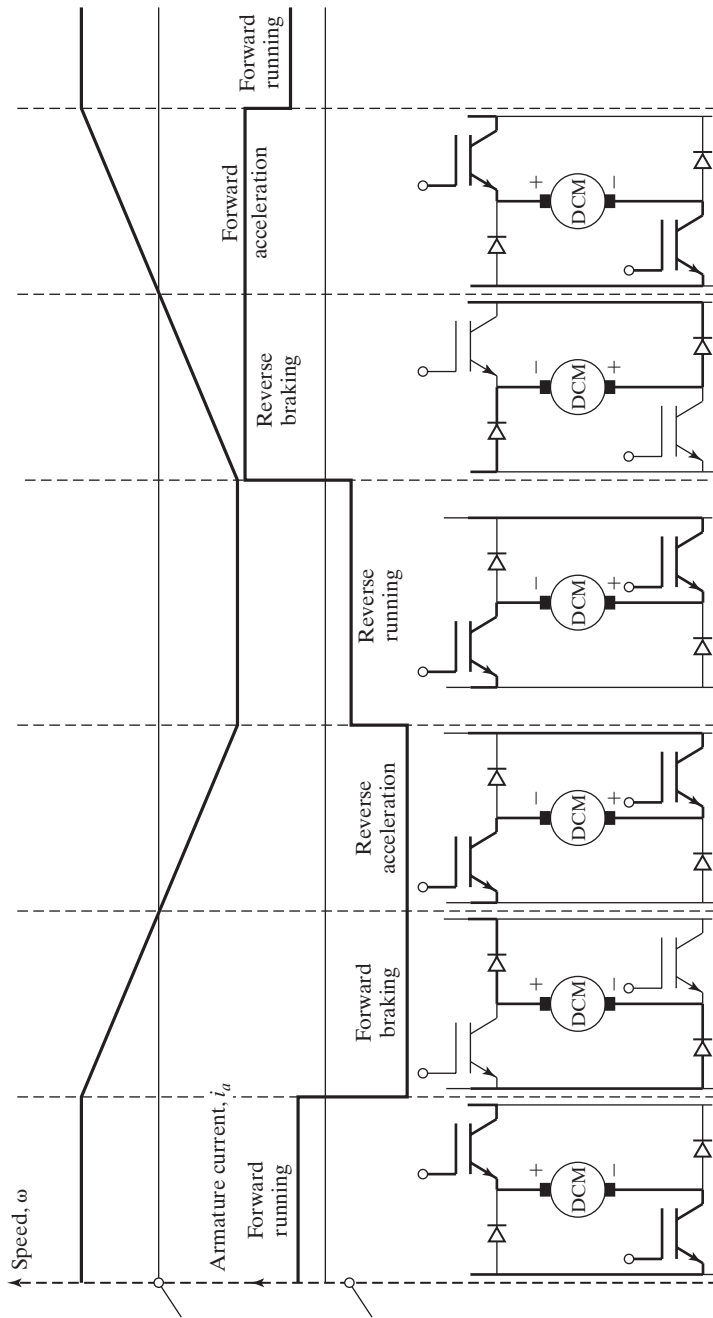 Speed, ω
Armature current, iₐ
Forward
running
Forward
braking
Reverse
acceleration
Reverse
running
Reverse
braking
Forward
acceleration
Forward
running
+
DCM
−
+
DCM
−
−
DCM
+
−
DCM
+
−
DCM
+
+
DCM
−